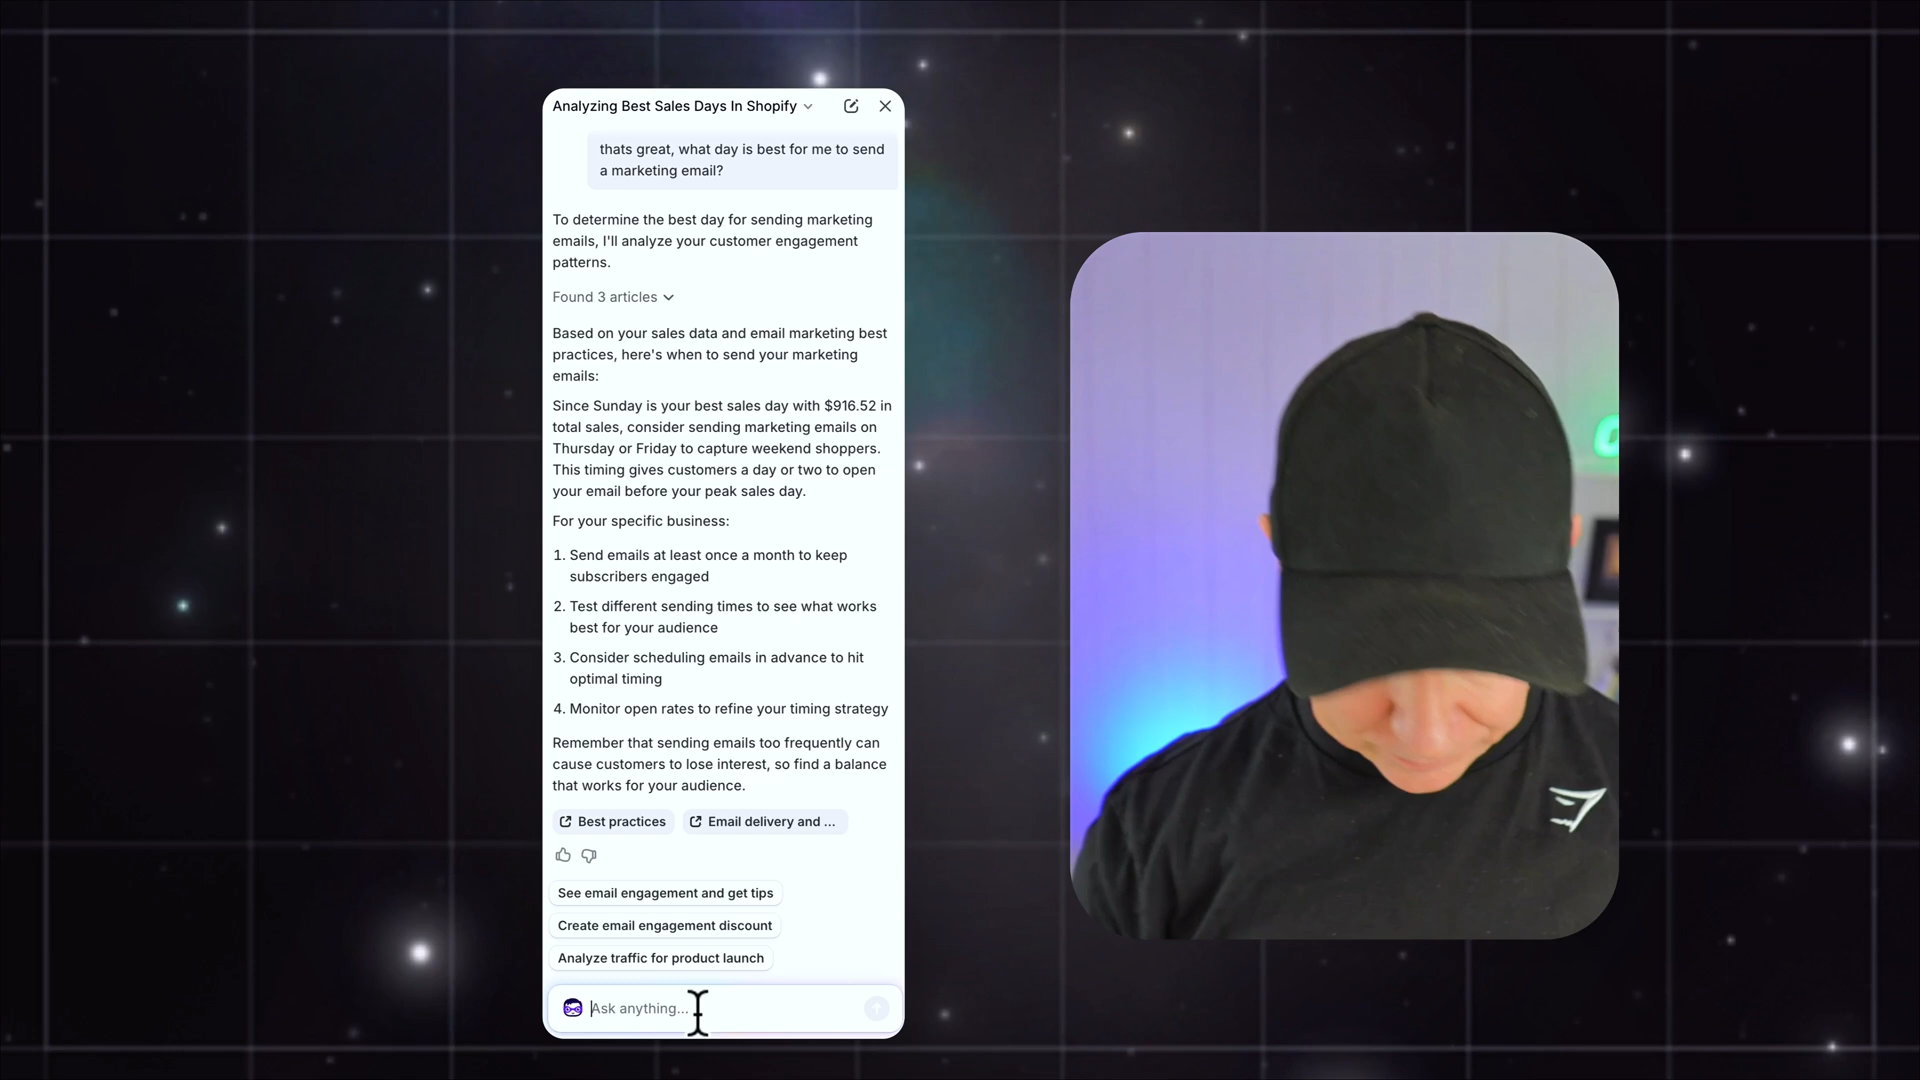 Analyzing Best Sales Days In Shopify
thats great, what day is best for me to send
a marketing email?
To determine the best day for sending marketing
emails, I'll analyze your customer engagement
patterns.
Found 3 articles
Based on your sales data and email marketing best
practices, here's when to send your marketing
emails:
Since Sunday is your best sales day with $916.52 in
total sales, consider sending marketing emails on
Thursday or Friday to capture weekend shoppers.
This timing gives customers a day or two to open
your email before your peak sales day.
For your specific business:
1. Send emails at least once a month to keep
subscribers engaged
2. Test different sending times to see what works
best for your audience
3. Consider scheduling emails in advance to hit
optimal timing
4. Monitor open rates to refine your timing strategy
Remember that sending emails too frequently can
cause customers to lose interest, so find a balance
that works for your audience.
Best practices
Email delivery and ...
See email engagement and get tips
Create email engagement discount
Analyze traffic for product launch
Ask anything...